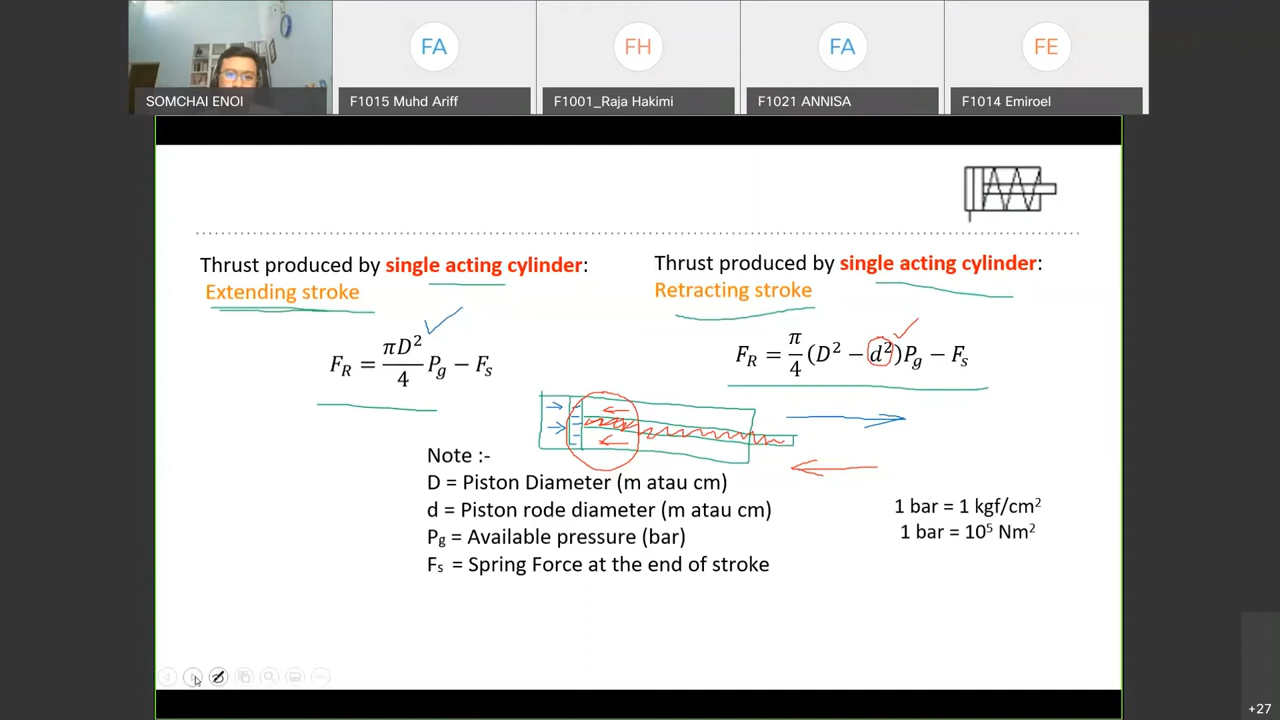 FA
FH
FA
FE
SOMCHAI ENOI
F1015 Muhd Ariff
F1001_Raja Hakimi
F1021 ANNISA
F1014 Emiroel
Thrust produced by single acting cylinder:
Extending stroke
F_R = πD²/4 P_g − F_s
Thrust produced by single acting cylinder:
Retracting stroke
F_R = π/4 (D² − d²)P_g − F_s
Note :-
D = Piston Diameter (m atau cm)
d = Piston rode diameter (m atau cm)
Pg = Available pressure (bar)
Fs = Spring Force at the end of stroke
1 bar = 1 kgf/cm²
1 bar = 10⁵ Nm²
+27